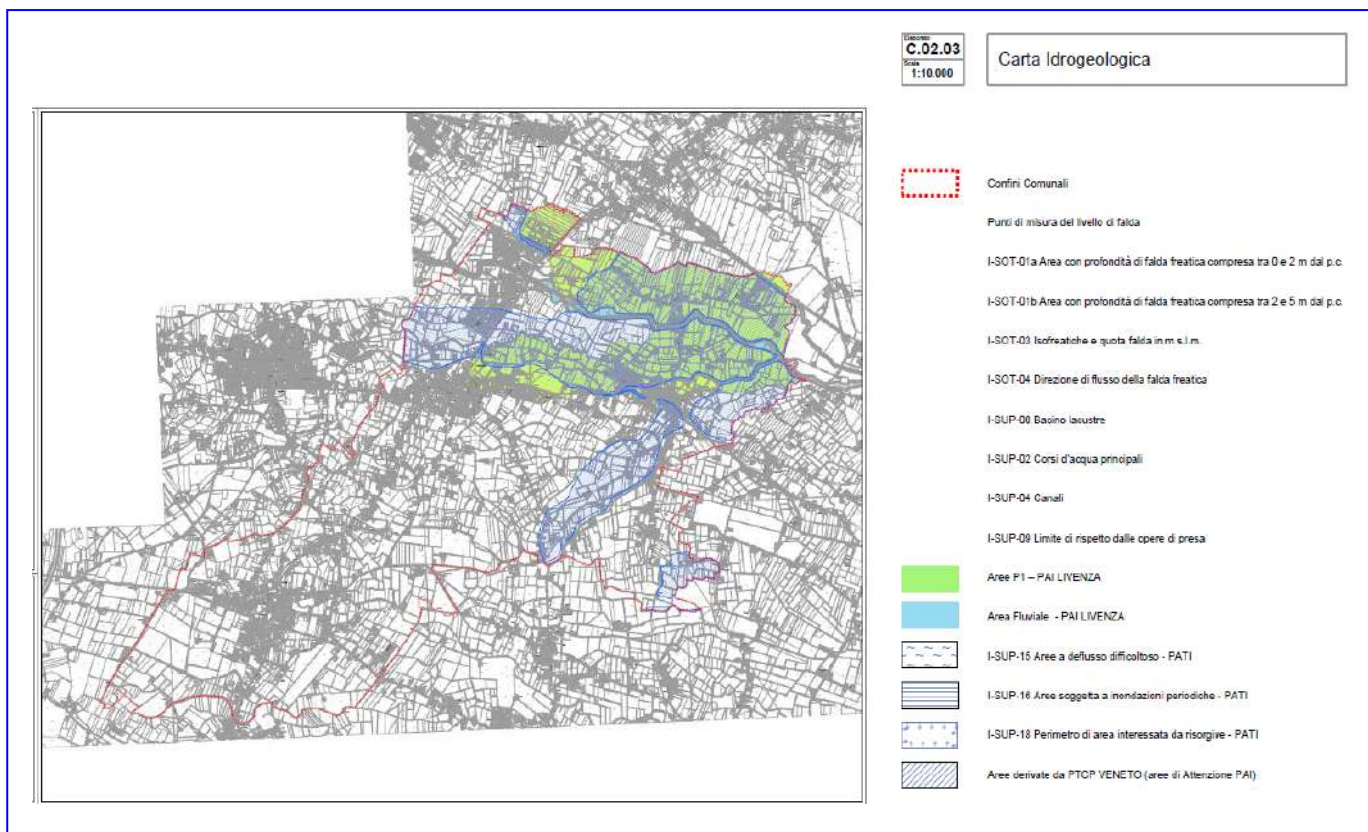 Elaborato
C.02.03
Scala
1:10.000
Carta Idrogeologica
Confini Comunali
Punti di misura del livello di falda
I-SOT-01a Area con profondità di falda freatica compresa tra 0 e 2 m dal p.c.
I-SOT-01b Area con profondità di falda freatica compresa tra 2 e 5 m dal p.c.
I-SOT-03 Isofreatiche e quota falda in m s.l.m.
I-SOT-04 Direzione di flusso della falda freatica
I-SUP-00 Bacino lacustre
I-SUP-02 Corsi d'acqua principali
I-SUP-04 Canali
I-SUP-09 Limite di rispetto dalle opere di presa
Aree P1 – PAI LIVENZA
Area Fluviale - PAI LIVENZA
I-SUP-15 Aree a deflusso difficoltoso - PATI
I-SUP-16 Aree soggetta a inondazioni periodiche - PATI
I-SUP-18 Perimetro di area interessata da risorgive - PATI
Aree derivate da PTCP VENETO (aree di Attenzione PAI)